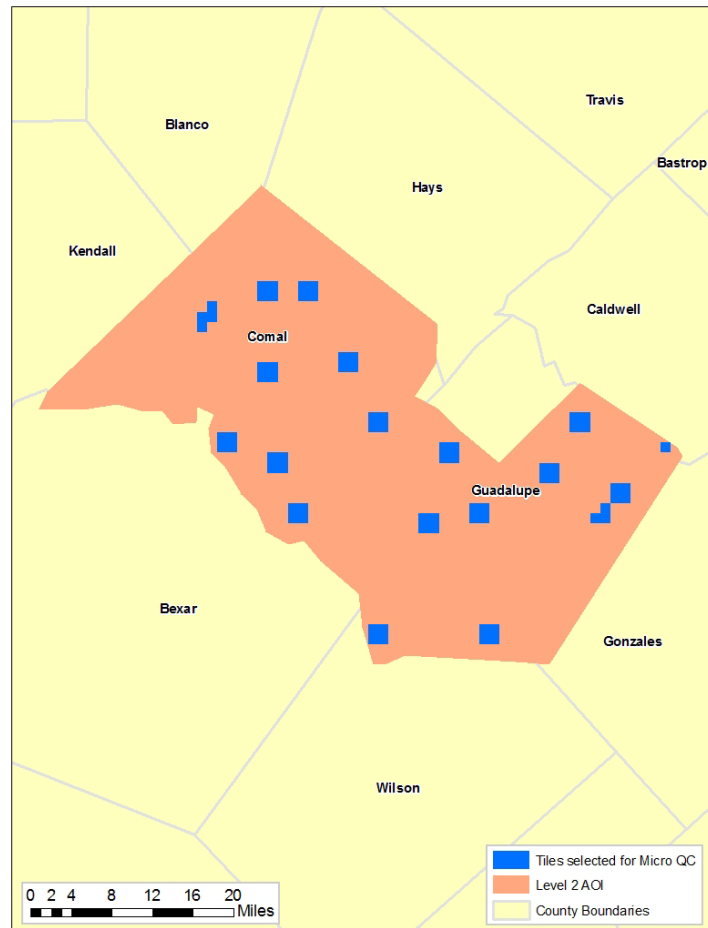 Travis
Blanco
Bastrop
Hays
Kendall
Caldwell
Comal
Guadalupe
Bexar
Gonzales
Wilson
Tiles selected for Micro QC
Level 2 AOI
County Boundaries
0 2 4 8 12 16 20
Miles